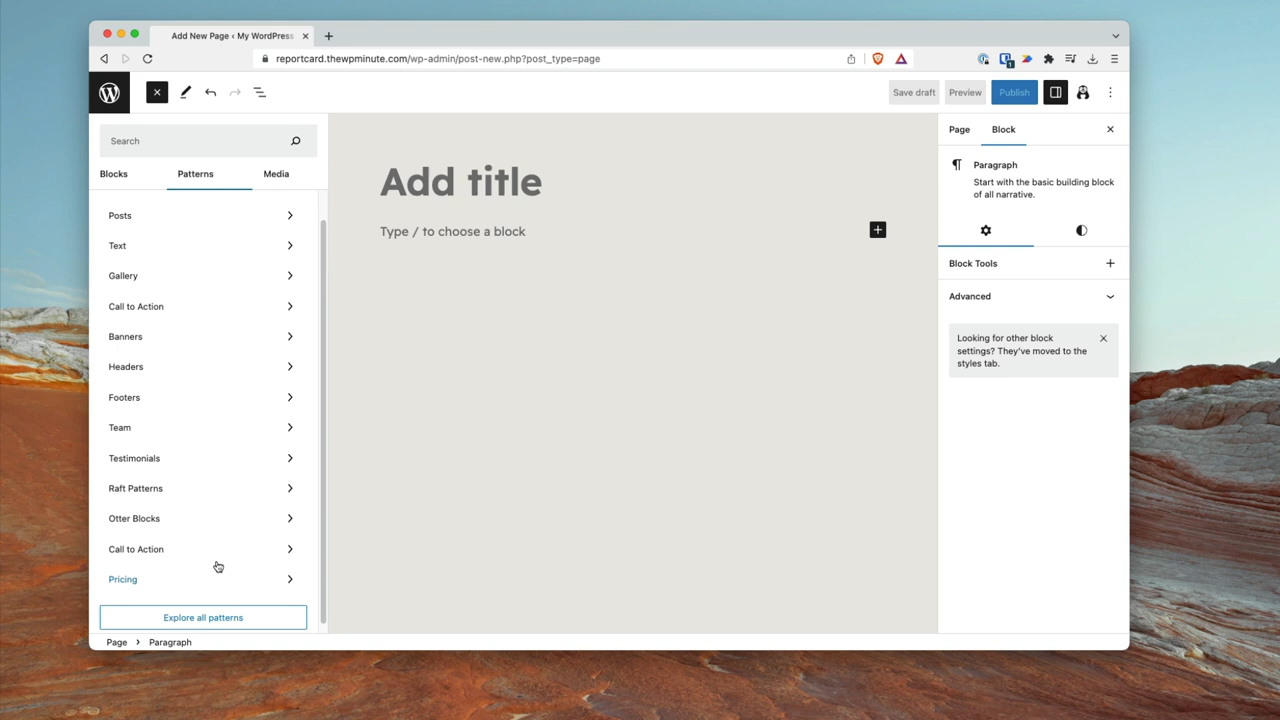 Add New Page ‹ My WordPress
reportcard.thewpminute.com/wp-admin/post-new.php?post_type=page
1
Save draft
Preview
Publish
Search
Blocks
Patterns
Media
Posts
Text
Gallery
Call to Action
Banners
Headers
Footers
Team
Testimonials
Raft Patterns
Otter Blocks
Call to Action
Pricing
Explore all patterns
Page
Paragraph
Add title
Type / to choose a block
Page
Block
Paragraph
Start with the basic building block
of all narrative.
Block Tools
Advanced
Looking for other block
settings? They've moved to the
styles tab.